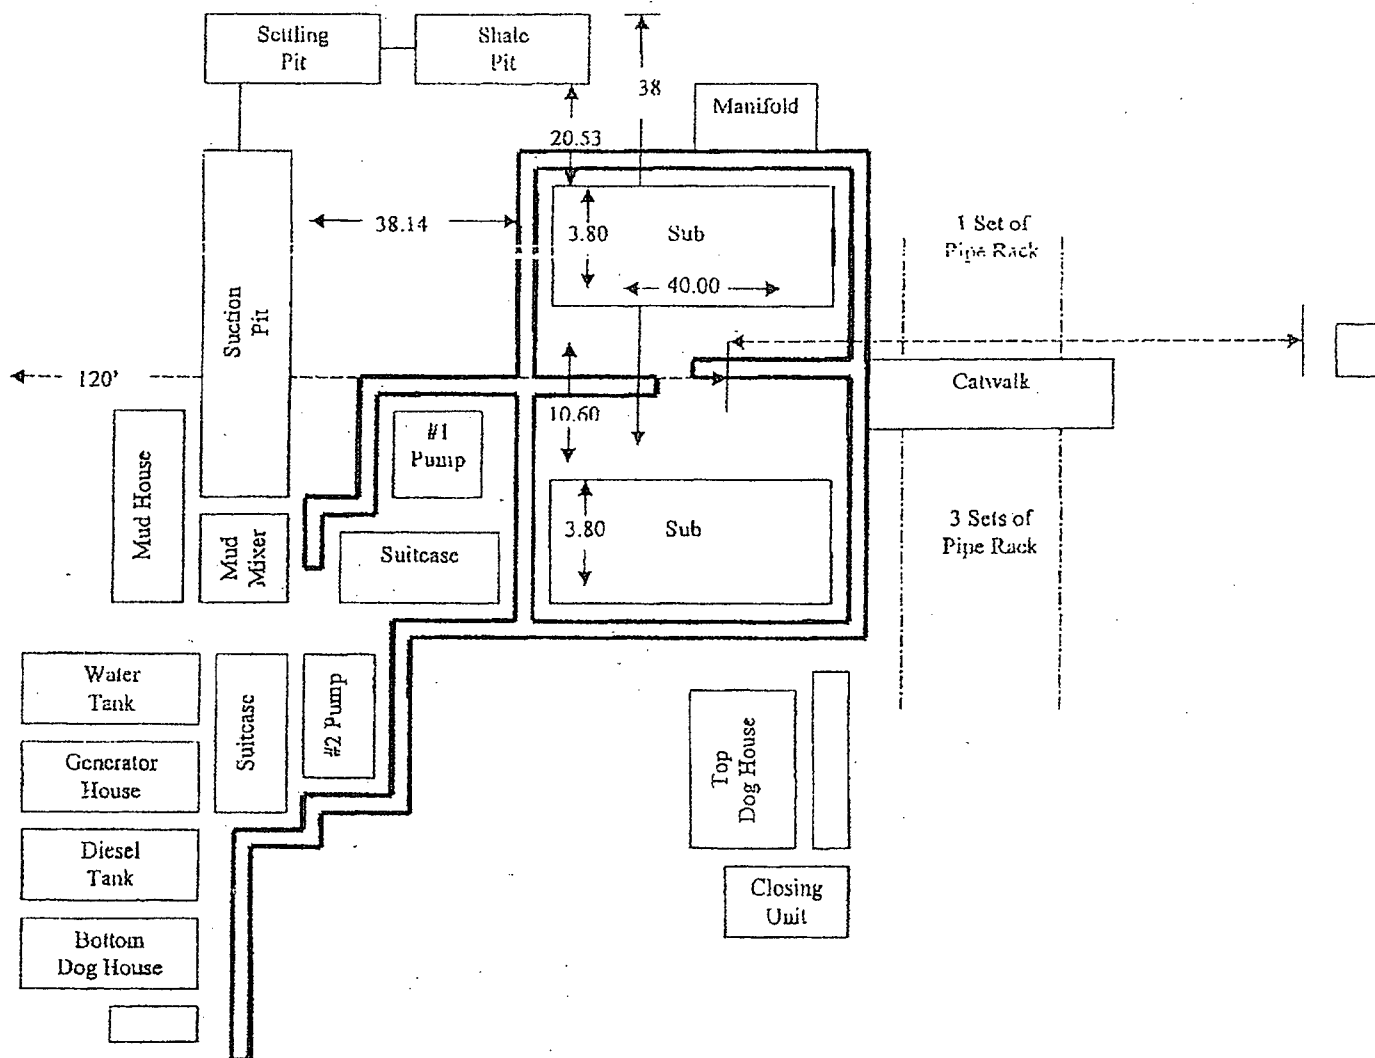 Settling
Pit
Shale
Pit
38
Manifold
20.53
38.14
3.80
Sub
1 Set of
Pipe Rack
40.00
Suction
Pit
120'
Catwalk
10.60
#1
Pump
Mud House
Mud
Mixer
Suitcase
3.80
Sub
3 Sets of
Pipe Rack
Water
Tank
Suitcase
#2 Pump
Generator
House
Top
Dog House
Diesel
Tank
Closing
Unit
Bottom
Dog House